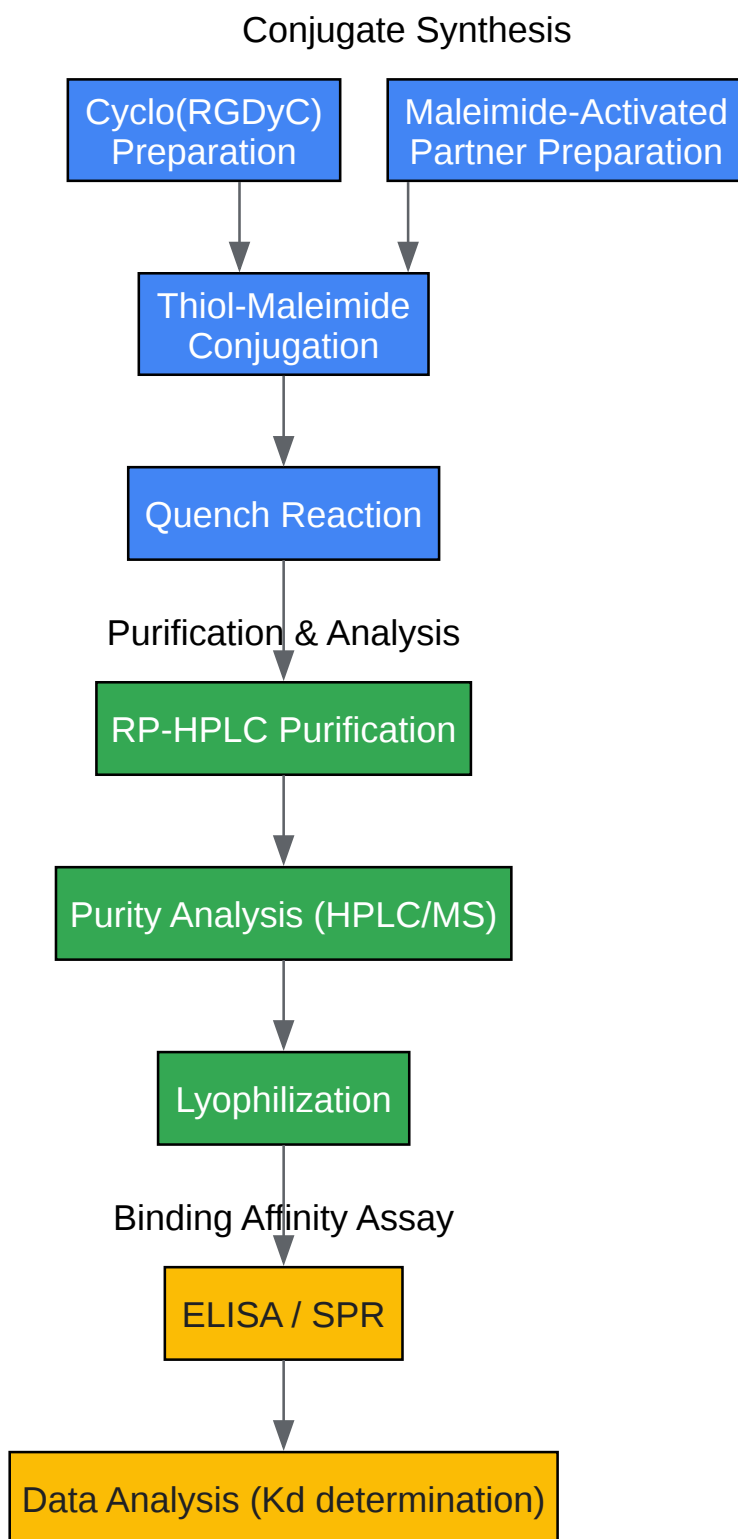 Conjugate Synthesis
Cyclo(RGDyC)
Preparation
Maleimide-Activated
Partner Preparation
Thiol-Maleimide
Conjugation
Quench Reaction
Purification & Analysis
RP-HPLC Purification
Purity Analysis (HPLC/MS)
Lyophilization
Binding Affinity Assay
ELISA / SPR
Data Analysis (Kd determination)